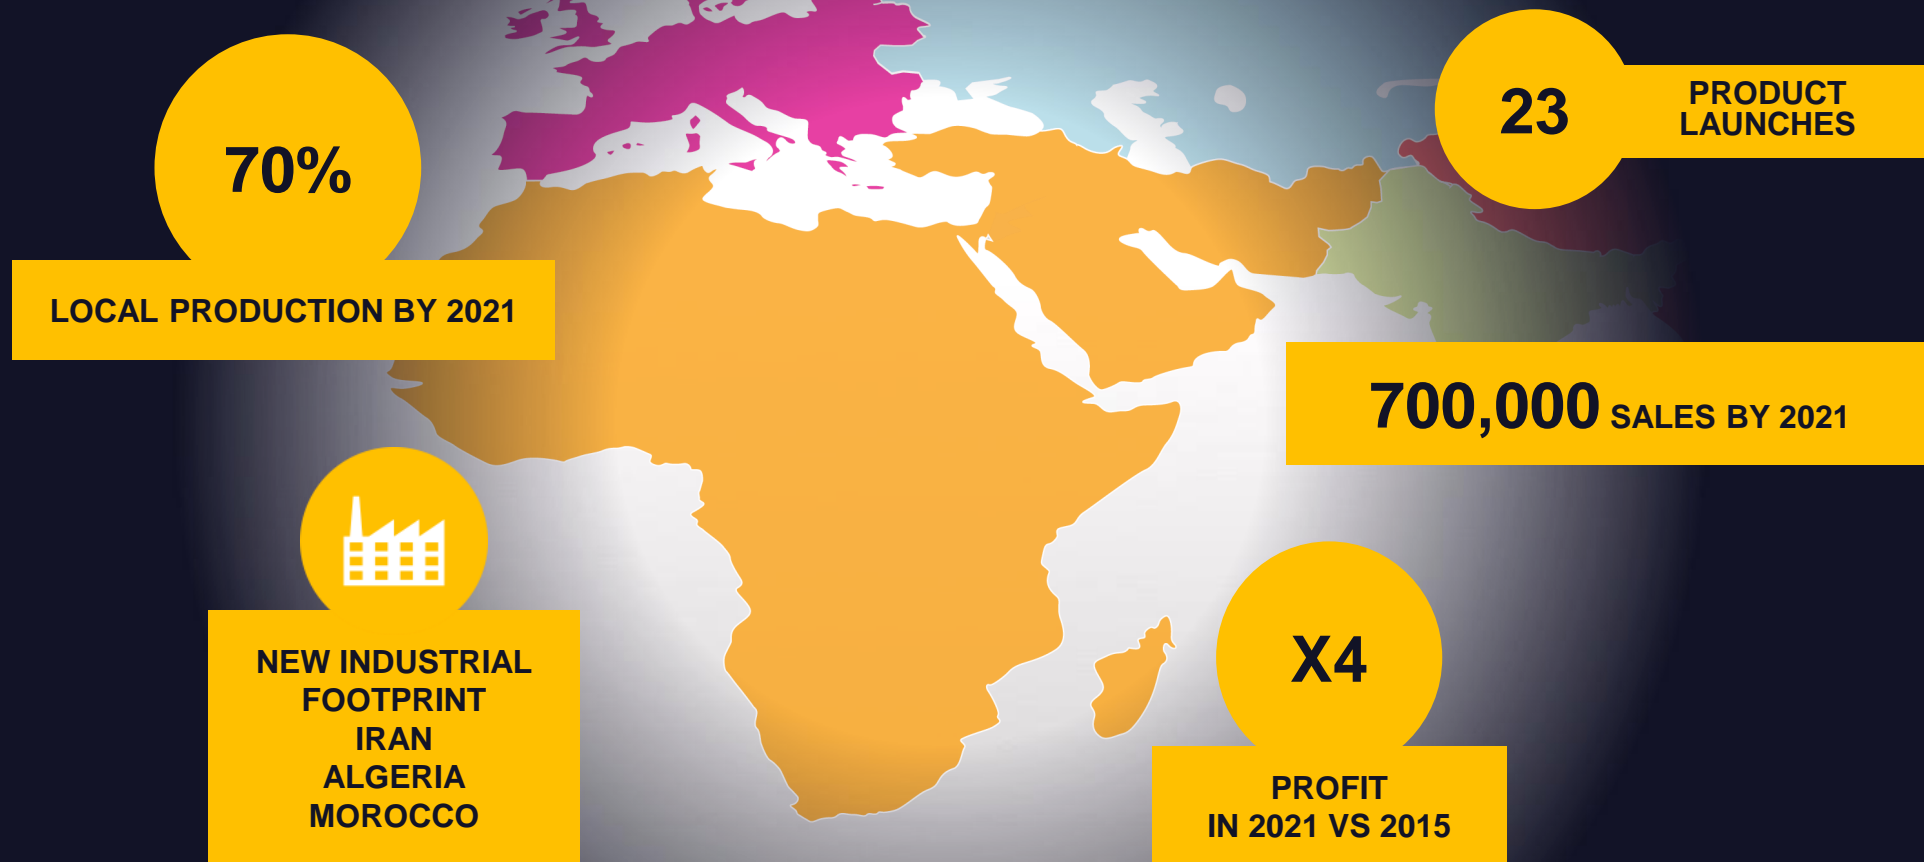 70%
LOCAL PRODUCTION BY 2021
NEW INDUSTRIAL
FOOTPRINT
IRAN
ALGERIA
MOROCCO
23
PRODUCT
LAUNCHES
700,000 SALES BY 2021
X4
PROFIT
IN 2021 VS 2015